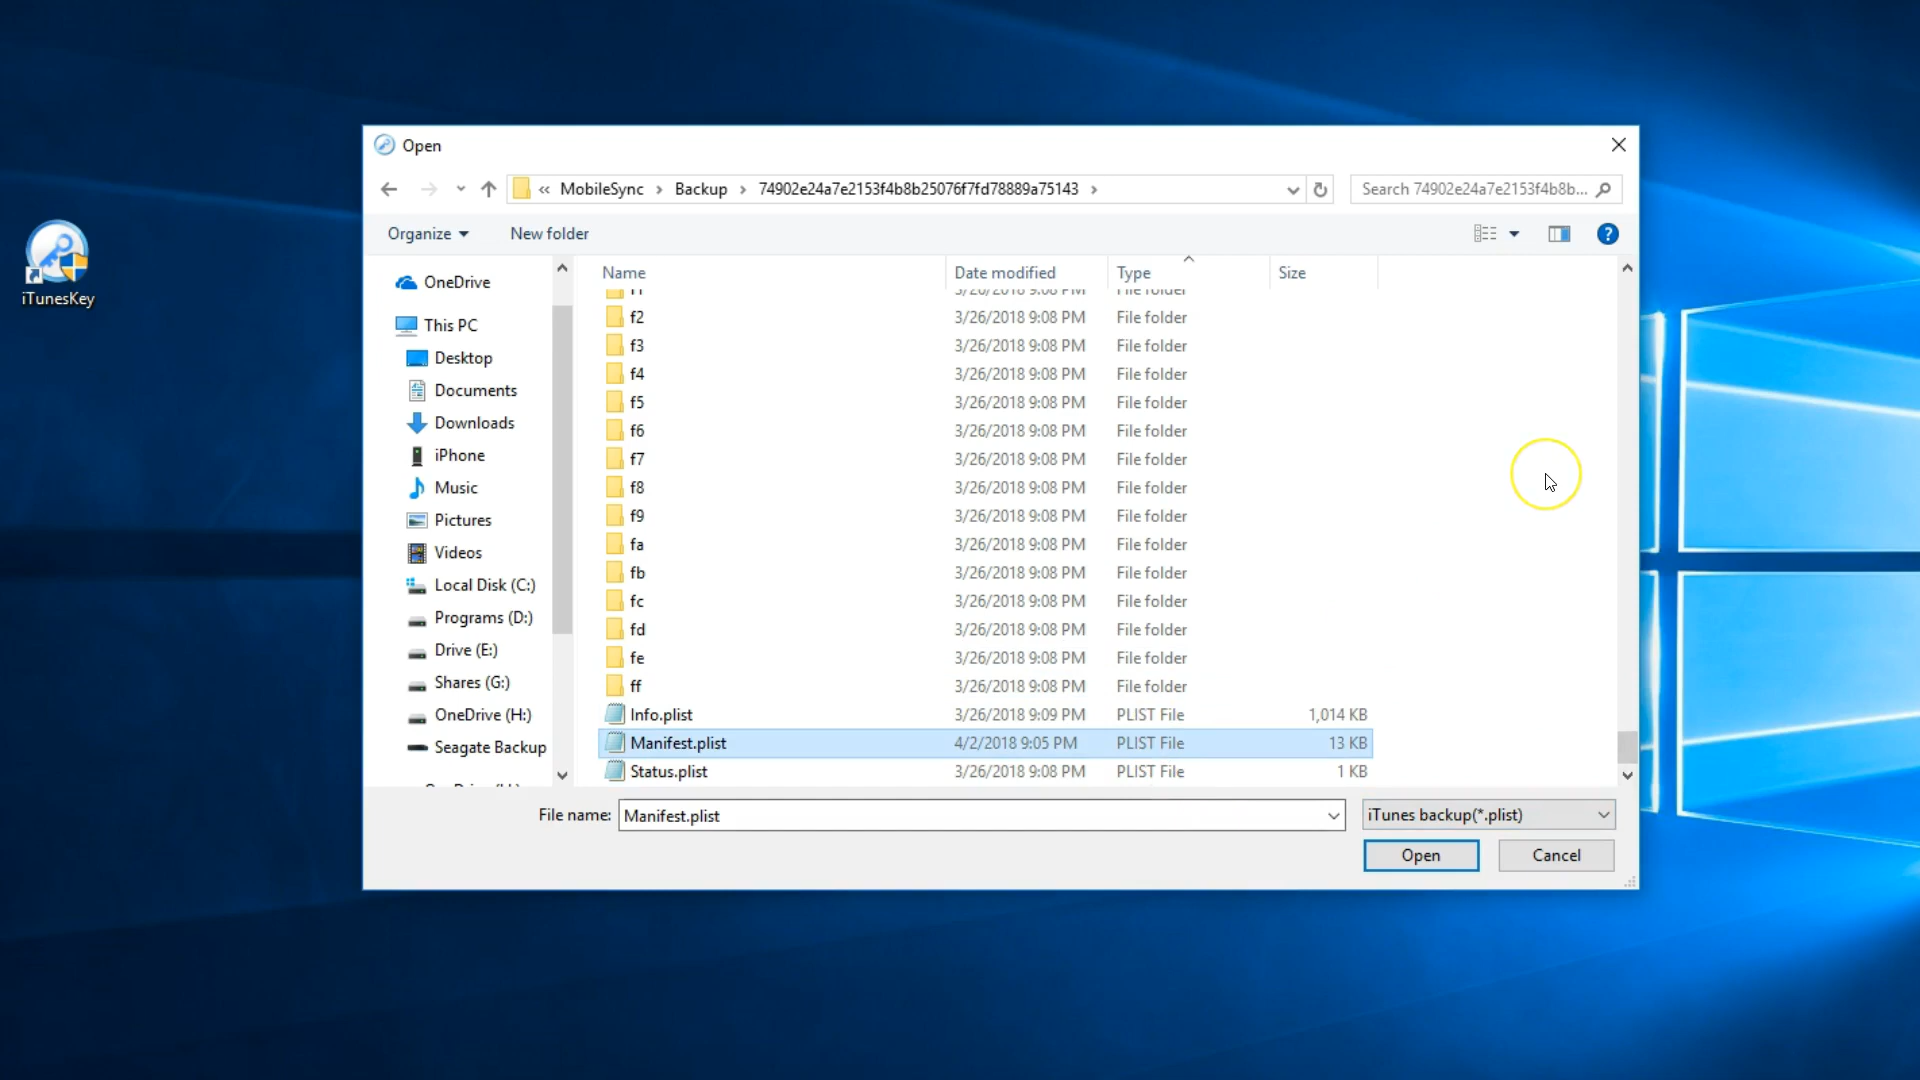 Open
« MobileSync > Backup > 74902e24a7e2153f4b8b25076f7fd78889a75143 >
Search 74902e24a7e2153f4b8b...
Organize New folder
?
iTunesKey
OneDrive
This PC
Desktop
Documents
Downloads
iPhone
Music
Pictures
Videos
Local Disk (C:)
Programs (D:)
Drive (E:)
Shares (G:)
OneDrive (H:)
Seagate Backup
Name Date modified Type Size
f1 3/26/2018 9:08 PM File folder
f2 3/26/2018 9:08 PM File folder
f3 3/26/2018 9:08 PM File folder
f4 3/26/2018 9:08 PM File folder
f5 3/26/2018 9:08 PM File folder
f6 3/26/2018 9:08 PM File folder
f7 3/26/2018 9:08 PM File folder
f8 3/26/2018 9:08 PM File folder
f9 3/26/2018 9:08 PM File folder
fa 3/26/2018 9:08 PM File folder
fb 3/26/2018 9:08 PM File folder
fc 3/26/2018 9:08 PM File folder
fd 3/26/2018 9:08 PM File folder
fe 3/26/2018 9:08 PM File folder
ff 3/26/2018 9:08 PM File folder
Info.plist 3/26/2018 9:09 PM PLIST File 1,014 KB
Manifest.plist 4/2/2018 9:05 PM PLIST File 13 KB
Status.plist 3/26/2018 9:08 PM PLIST File 1 KB
File name: Manifest.plist
iTunes backup(*.plist)
Open Cancel